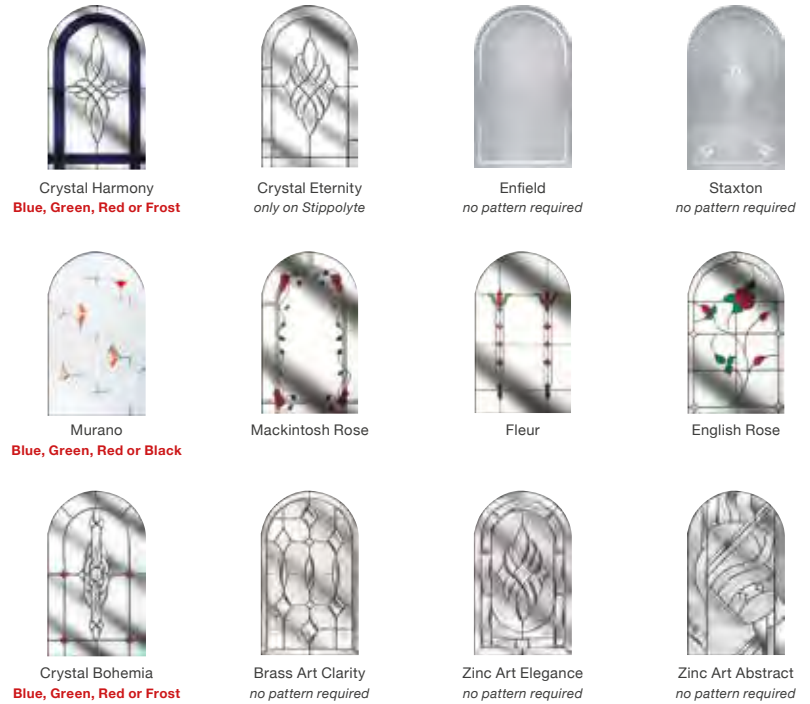 Crystal Harmony
Blue, Green, Red or Frost
Crystal Eternity
only on Stippolyte
Enfield
no pattern required
Staxton
no pattern required
Murano
Blue, Green, Red or Black
Mackintosh Rose
Fleur
English Rose
Crystal Bohemia
Blue, Green, Red or Frost
Brass Art Clarity
no pattern required
Zinc Art Elegance
no pattern required
Zinc Art Abstract
no pattern required